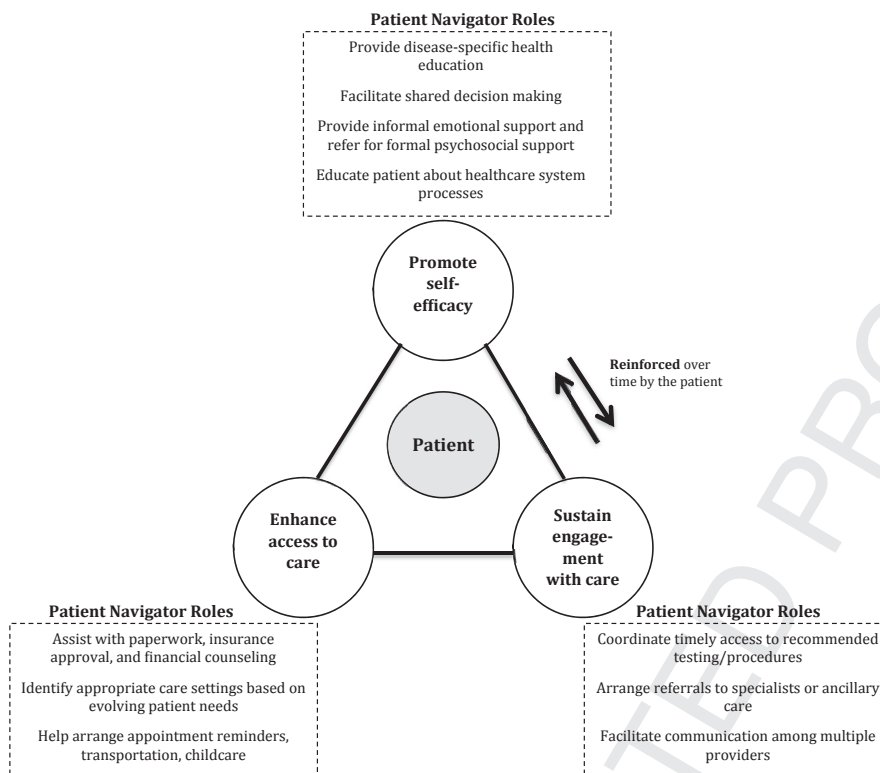 Patient Navigator Roles
Provide disease-specific health
education
Facilitate shared decision making
Provide informal emotional support and
refer for formal psychosocial support
Educate patient about healthcare system
processes
Promote
self-
efficacy
Reinforced over
time by the patient
Patient
Enhance
access to
care
Sustain
engage-
ment
with care
Patient Navigator Roles
Assist with paperwork, insurance
approval, and financial counseling
Identify appropriate care settings based on
evolving patient needs
Help arrange appointment reminders,
transportation, childcare
Patient Navigator Roles
Coordinate timely access to recommended
testing/procedures
Arrange referrals to specialists or ancillary
care
Facilitate communication among multiple
providers